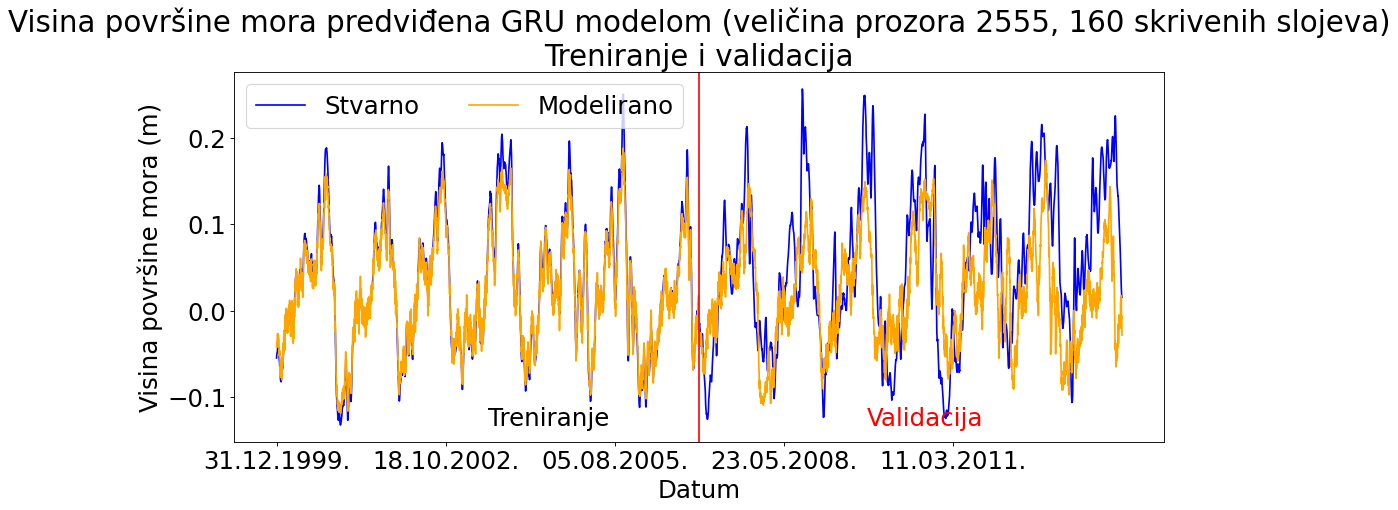 Visina površine mora predviđena GRU modelom (veličina prozora 2555, 160 skrivenih slojeva)
Treniranje i validacija
Stvarno
Modelirano
Visina površine mora (m)
0.2
0.1
0.0
−0.1
Treniranje
Validacija
31.12.1999.
18.10.2002.
05.08.2005.
23.05.2008.
11.03.2011.
Datum